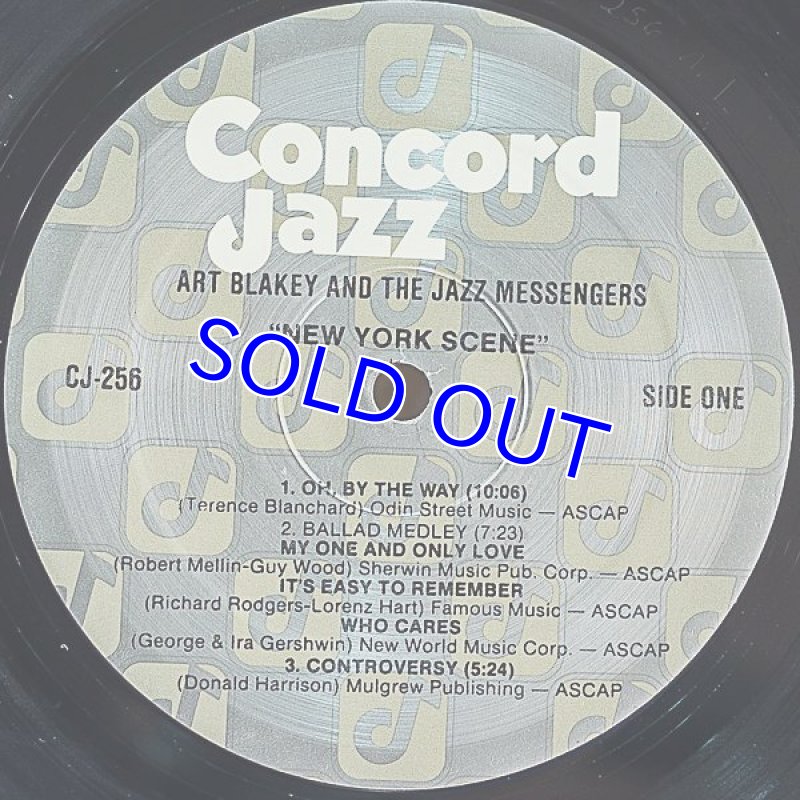 Concord
jazz
ART BLAKEY AND THE JAZZ MESSENGERS
"NEW YORK SCENE"
SOLD OUT
CJ-256
SIDE ONE
1. OH, BY THE WAY (10:06)
(Terence Blanchard) Odin Street Music — ASCAP
2. BALLAD MEDLEY (7:23)
MY ONE AND ONLY LOVE
(Robert Mellin-Guy Wood) Sherwin Music Pub. Corp. — ASCAP
IT'S EASY TO REMEMBER
(Richard Rodgers-Lorenz Hart) Famous Music — ASCAP
WHO CARES
(George & Ira Gershwin) New World Music Corp. — ASCAP
3. CONTROVERSY (5:24)
(Donald Harrison) Mulgrew Publishing — ASCAP